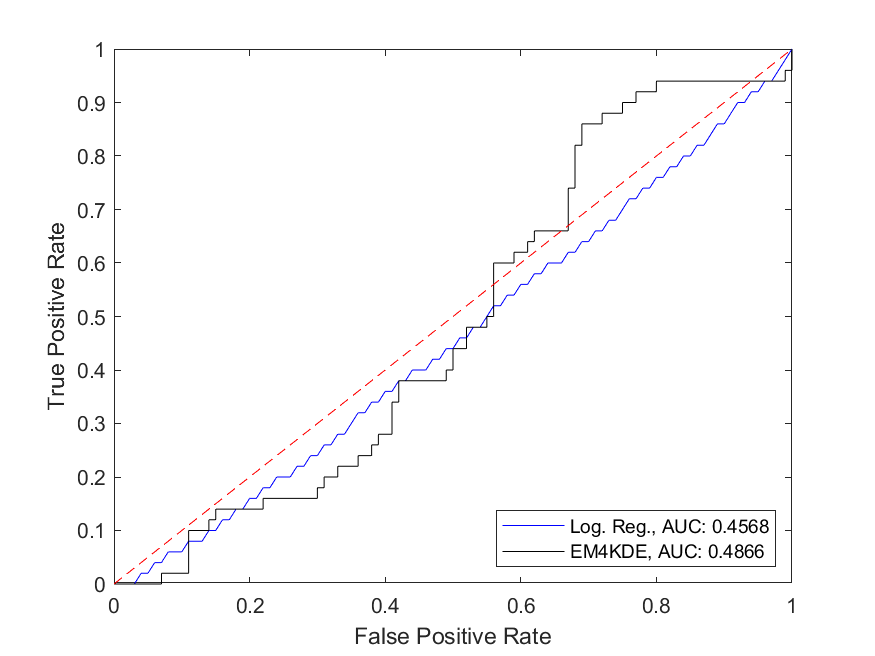 1
0.9
0.8
0.7
0.6
0.5
0.4
0.3
0.2
0.1
0
True Positive Rate
Log. Reg., AUC: 0.4568
EM4KDE, AUC: 0.4866
0 0.2 0.4 0.6 0.8 1
False Positive Rate